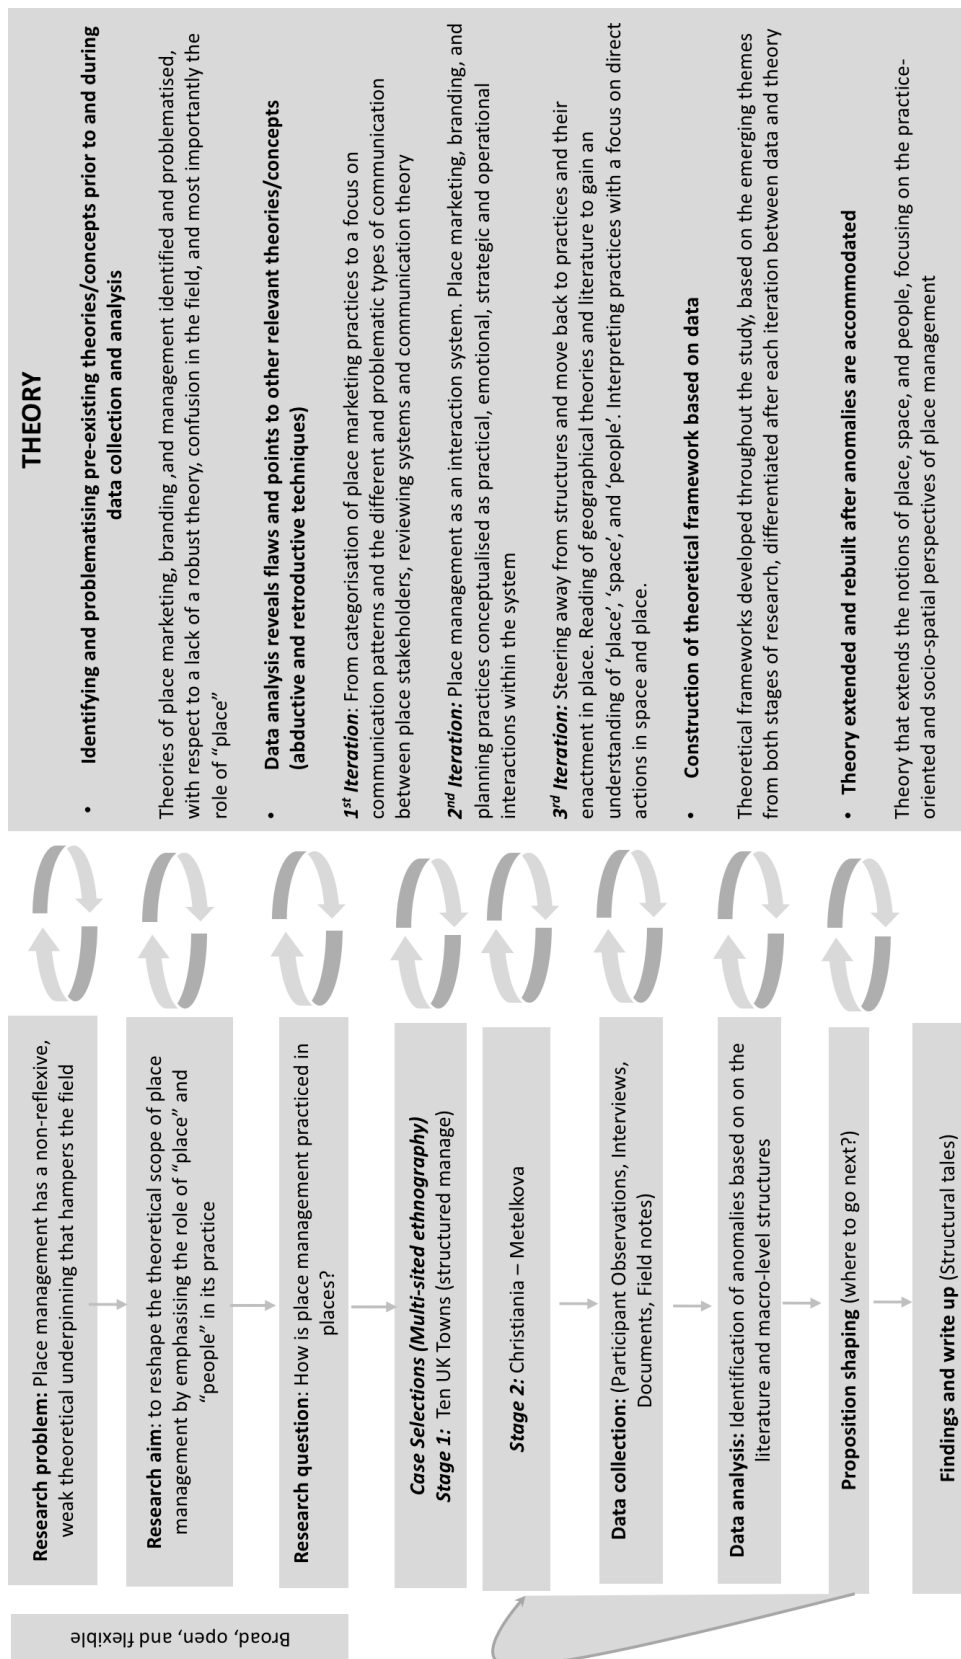 Broad, open, and flexible
Research problem: Place management has a non-reflexive,
weak theoretical underpinning that hampers the field
Research aim: to reshape the theoretical scope of place
management by emphasising the role of “place” and
“people” in its practice
Research question: How is place management practiced in
places?
Case Selections (Multi-sited ethnography)
Stage 1: Ten UK Towns (structured manage)
Stage 2: Christiania – Metelkova
Data collection: (Participant Observations, Interviews,
Documents, Field notes)
Data analysis: Identification of anomalies based on on the
literature and macro-level structures
Proposition shaping (where to go next?)
Findings and write up (Structural tales)
THEORY
• Identifying and problematising pre-existing theories/concepts prior to and during
data collection and analysis
Theories of place marketing, branding ,and management identified and problematised,
with respect to a lack of a robust theory, confusion in the field, and most importantly the
role of “place”
• Data analysis reveals flaws and points to other relevant theories/concepts
(abductive and retroductive techniques)
1st Iteration: From categorisation of place marketing practices to a focus on
communication patterns and the different and problematic types of communication
between place stakeholders, reviewing systems and communication theory
2nd Iteration: Place management as an interaction system. Place marketing, branding, and
planning practices conceptualised as practical, emotional, strategic and operational
interactions within the system
3rd Iteration: Steering away from structures and move back to practices and their
enactment in place. Reading of geographical theories and literature to gain an
understanding of ‘place’, ‘space’, and ‘people’. Interpreting practices with a focus on direct
actions in space and place.
• Construction of theoretical framework based on data
Theoretical frameworks developed throughout the study, based on the emerging themes
from both stages of research, differentiated after each iteration between data and theory
• Theory extended and rebuilt after anomalies are accommodated
Theory that extends the notions of place, space, and people, focusing on the practice-
oriented and socio-spatial perspectives of place management